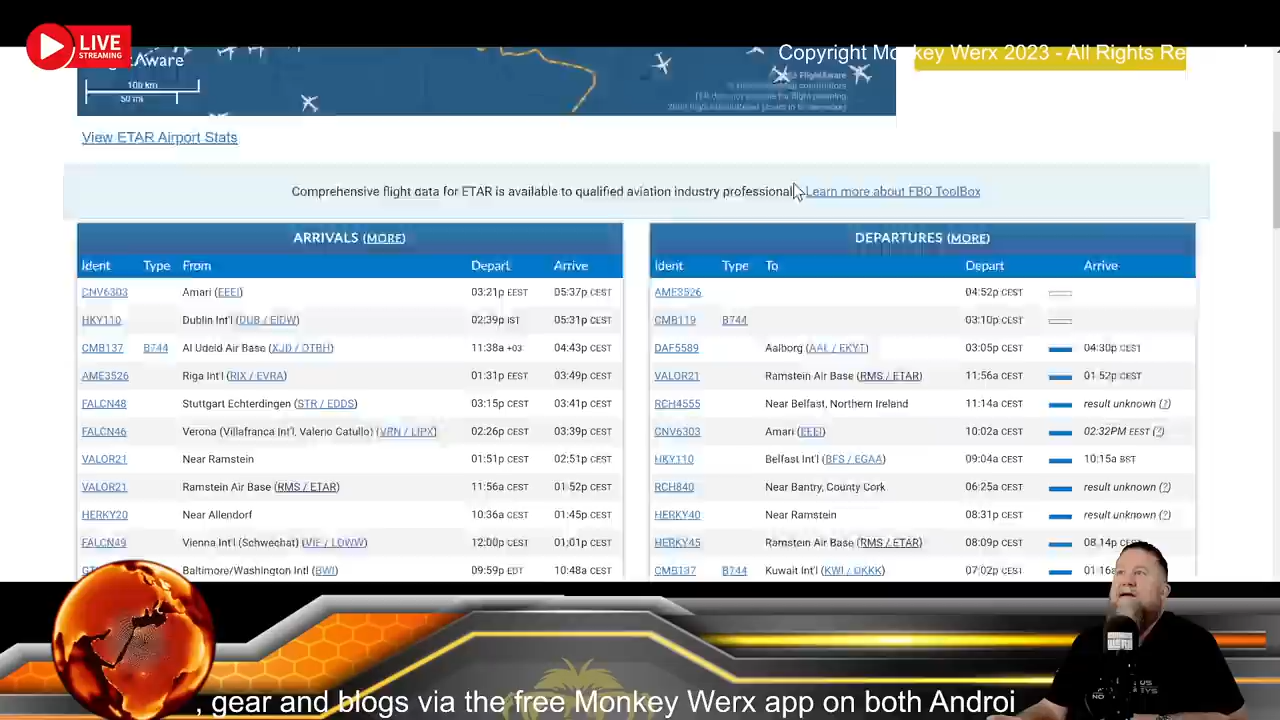 LIVE
STREAMING
Copyright Monkey Werx 2023 - All Rights Re
100 km
50 mi
FlightAware
View ETAR Airport Stats
Comprehensive flight data for ETAR is available to qualified aviation industry professional Learn more about FBO ToolBox
ARRIVALS (MORE)
Ident Type From Depart Arrive
CNV6303 Amari (EEEI) 03:21p EEST 05:37p CEST
HKY110 Dublin Int'l (DUB / EIDW) 02:39p IST 05:31p CEST
CMB137 B744 Al Udeid Air Base (XJD / OTBH) 11:38a +03 04:43p CEST
AME3526 Riga Int'l (RIX / EVRA) 01:31p EEST 03:49p CEST
FALCN48 Stuttgart Echterdingen (STR / EDDS) 03:15p CEST 03:41p CEST
FALCN46 Verona (Villafranca Int'l, Valerio Catullo) (VRN / LIPX) 02:26p CEST 03:39p CEST
VALOR21 Near Ramstein 01:51p CEST 02:51p CEST
VALOR21 Ramstein Air Base (RMS / ETAR) 11:56a CEST 01:52p CEST
HERKY20 Near Allendorf 10:36a CEST 01:45p CEST
FALCN49 Vienna Int'l (Schwechat) (VIE / LOWW) 12:00p CEST 01:01p CEST
Baltimore/Washington Intl (BWI) 09:59p EDT 10:48a CEST
DEPARTURES (MORE)
Ident Type To Depart Arrive
AME3526 04:52p CEST
CMB119 B744 03:10p CEST
DAF5589 Aalborg (AAL / EKYT) 03:05p CEST 04:30p CEST
VALOR21 Ramstein Air Base (RMS / ETAR) 11:56a CEST 01:52p CEST
RCH4555 Near Belfast, Northern Ireland 11:14a CEST result unknown (?)
CNV6303 Amari (EEEI) 10:02a CEST 02:32PM EEST (?)
HKY110 Belfast Int'l (BFS / EGAA) 09:04a CEST 10:15a BST
RCH840 Near Bantry, County Cork 06:25a CEST result unknown (?)
HERKY40 Near Ramstein 08:31p CEST result unknown (?)
HERKY45 Ramstein Air Base (RMS / ETAR) 08:09p CEST 08:14p CEST
CMB137 B744 Kuwait Int'l (KWI / OKKK) 07:02p CEST 01:16a
, gear and blogs via the free Monkey Werx app on both Androi